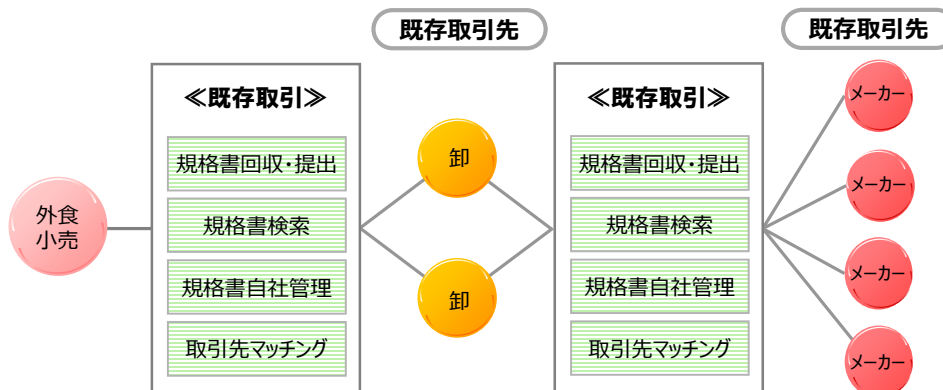 既存取引先
既存取引先
≪既存取引≫
規格書回収・提出
規格書検索
規格書自社管理
取引先マッチング
外食
小売
卸
卸
≪既存取引≫
規格書回収・提出
規格書検索
規格書自社管理
取引先マッチング
メーカー
メーカー
メーカー
メーカー